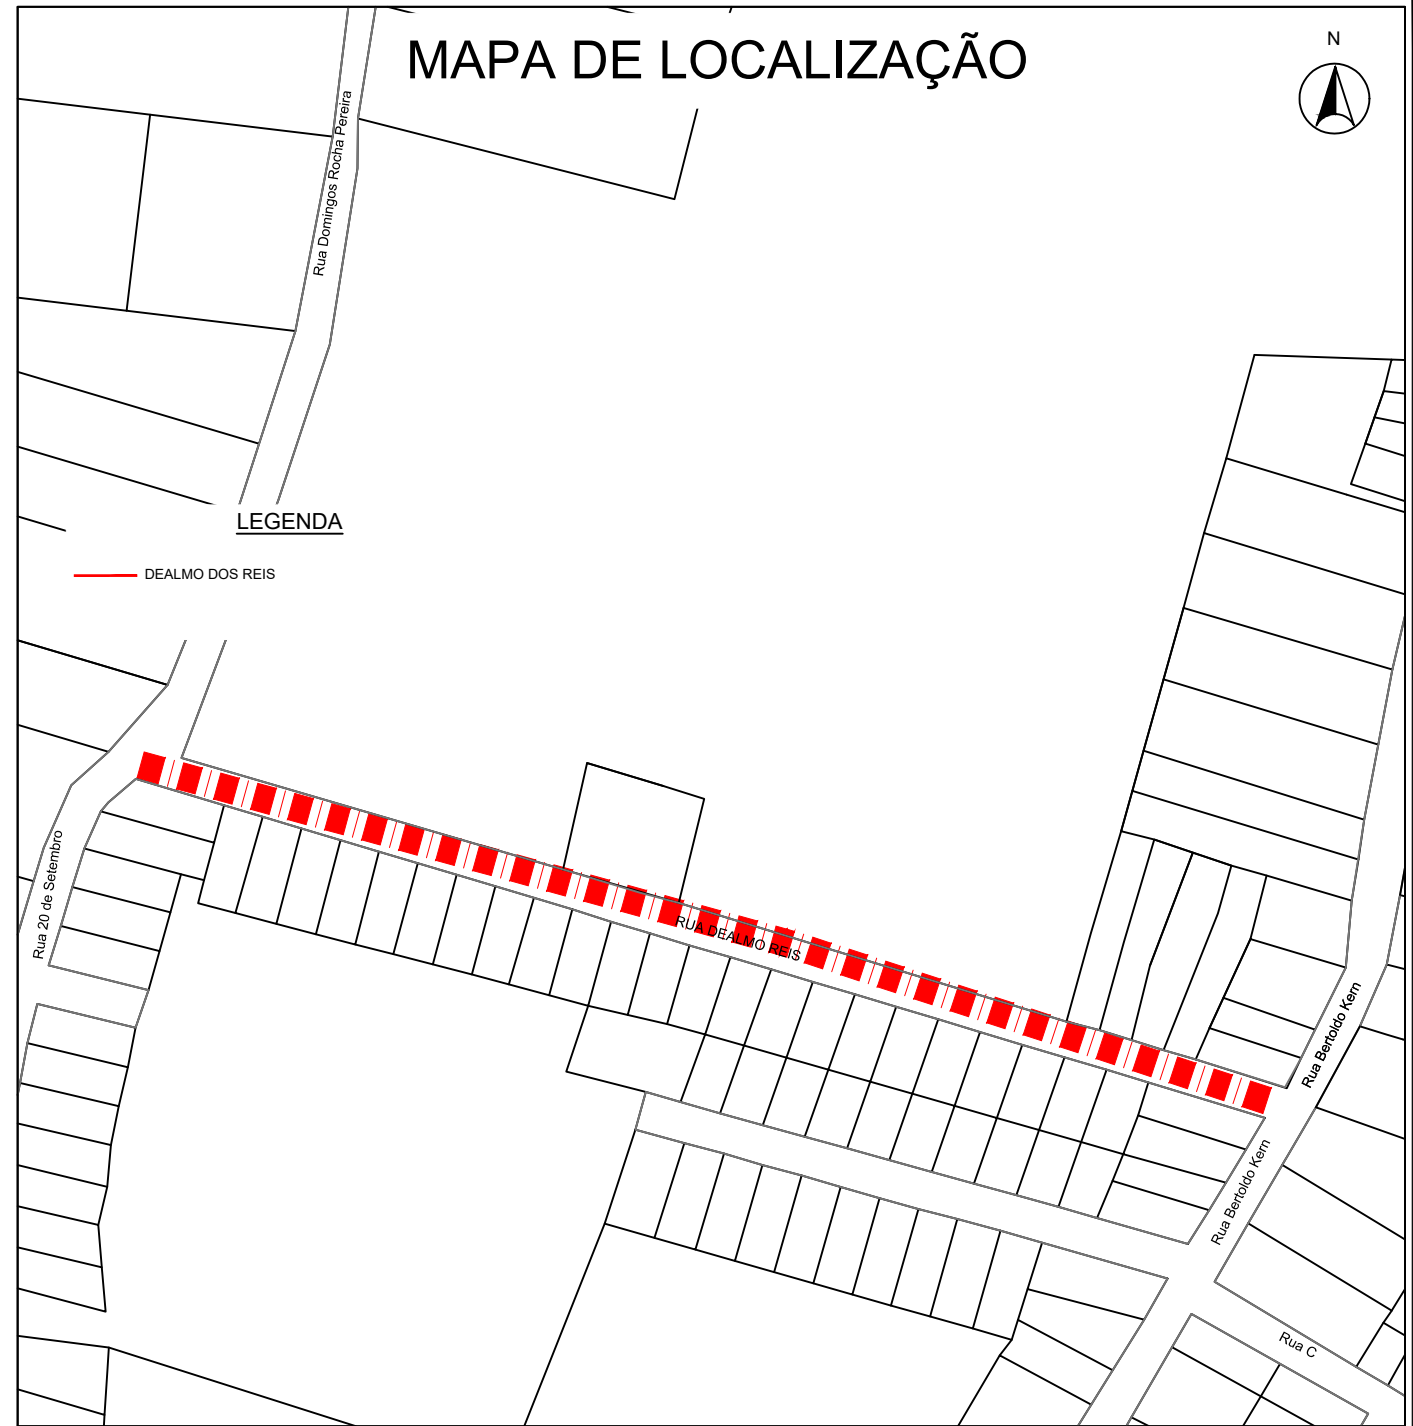 MAPA DE LOCALIZAÇÃO
N
Rua Domingos Rocha Pereira
LEGENDA
DEALMO DOS REIS
Rua 20 de Setembro
RUA DEALMO REIS
Rua Bertoldo Kern
Rua Bertoldo Kern
Rua C